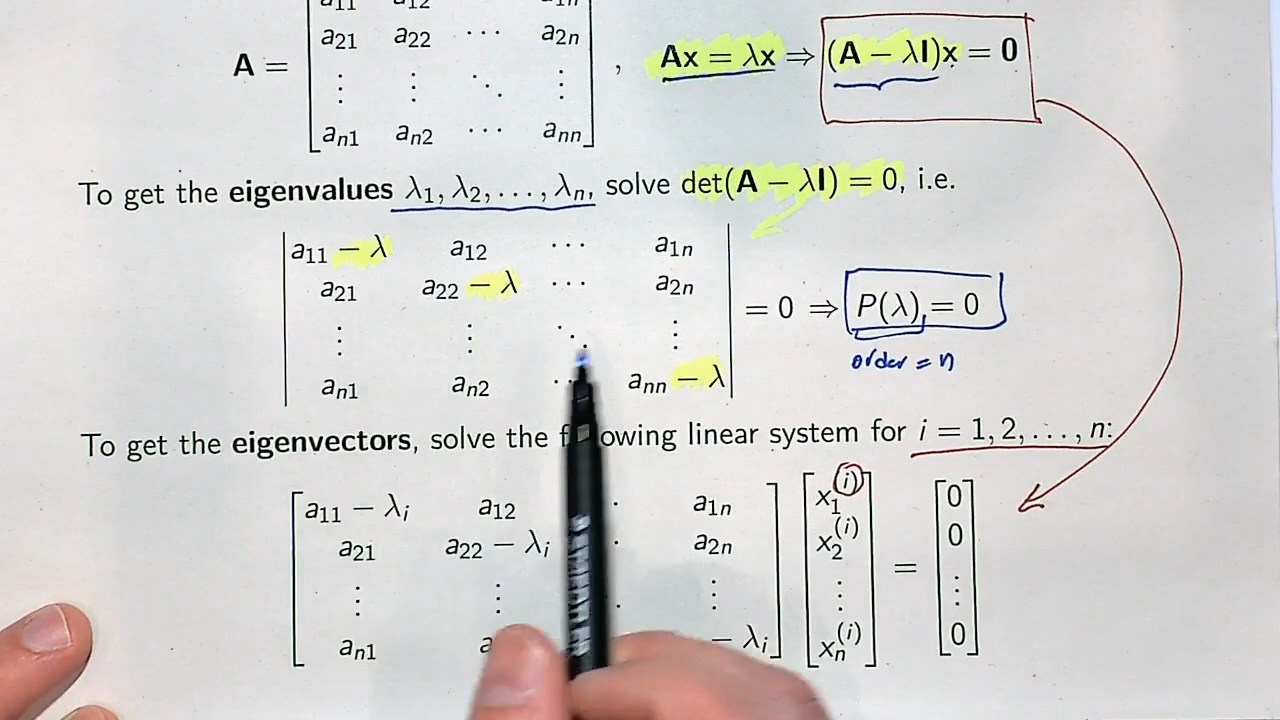 a₁₁ a₁₂ a₁ₙ
a₂₁ a₂₂ ⋯ a₂ₙ
A = , Ax = λx ⇒ (A − λI)x = 0
⋮ ⋮ ⋱ ⋮
aₙ₁ aₙ₂ ⋯ aₙₙ
To get the eigenvalues λ₁, λ₂, …, λₙ, solve det(A − λI) = 0, i.e.
a₁₁ − λ a₁₂ ⋯ a₁ₙ
a₂₁ a₂₂ − λ ⋯ a₂ₙ
= 0 ⇒ P(λ) = 0
⋮ ⋮ ⋱ ⋮
order = n
aₙ₁ aₙ₂ aₙₙ − λ
To get the eigenvectors, solve the linear system for i = 1, 2, …, n:
a₁₁ − λᵢ a₁₂ a₁ₙ x₁⁽ⁱ⁾ 0
a₂₁ a₂₂ − λᵢ a₂ₙ x₂⁽ⁱ⁾ 0
=
⋮ ⋮ ⋮ ⋮ ⋮
aₙ₁ − λᵢ xₙ⁽ⁱ⁾ 0